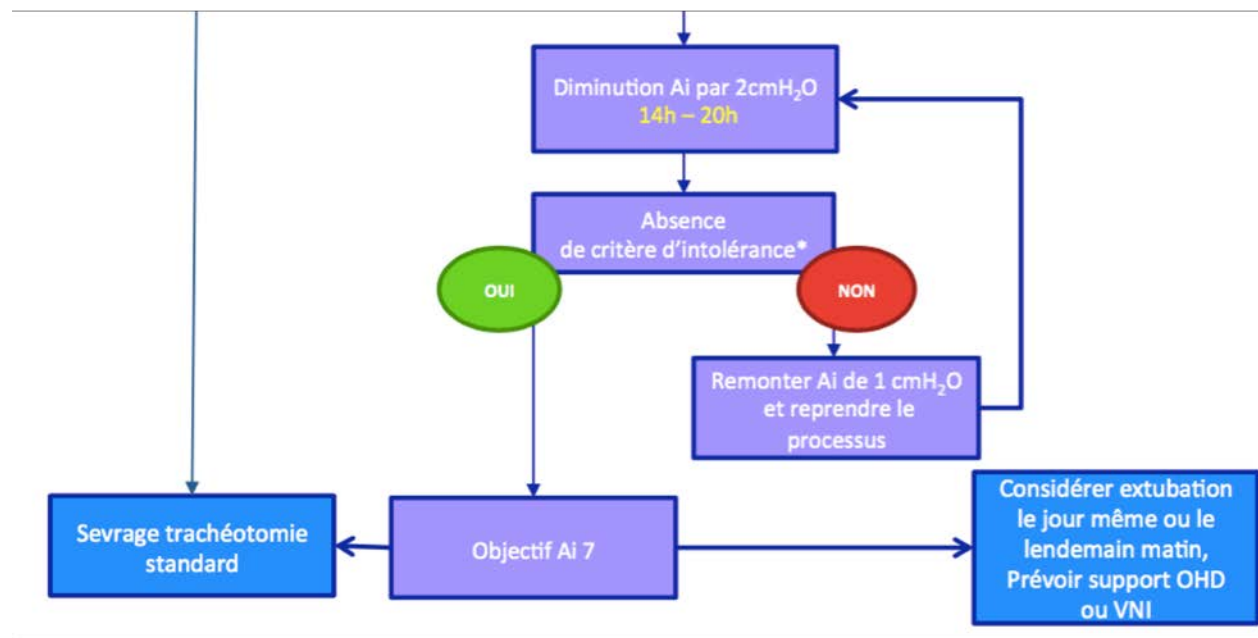 Diminution Ai par 2cmH₂O
14h – 20h
Absence
de critère d'intolérance*
OUI
NON
Remonter Ai de 1 cmH₂O
et reprendre le
processus
Sevrage trachéotomie
standard
Objectif Ai 7
Considérer extubation
le jour même ou le
lendemain matin,
Prévoir support OHD
ou VNI